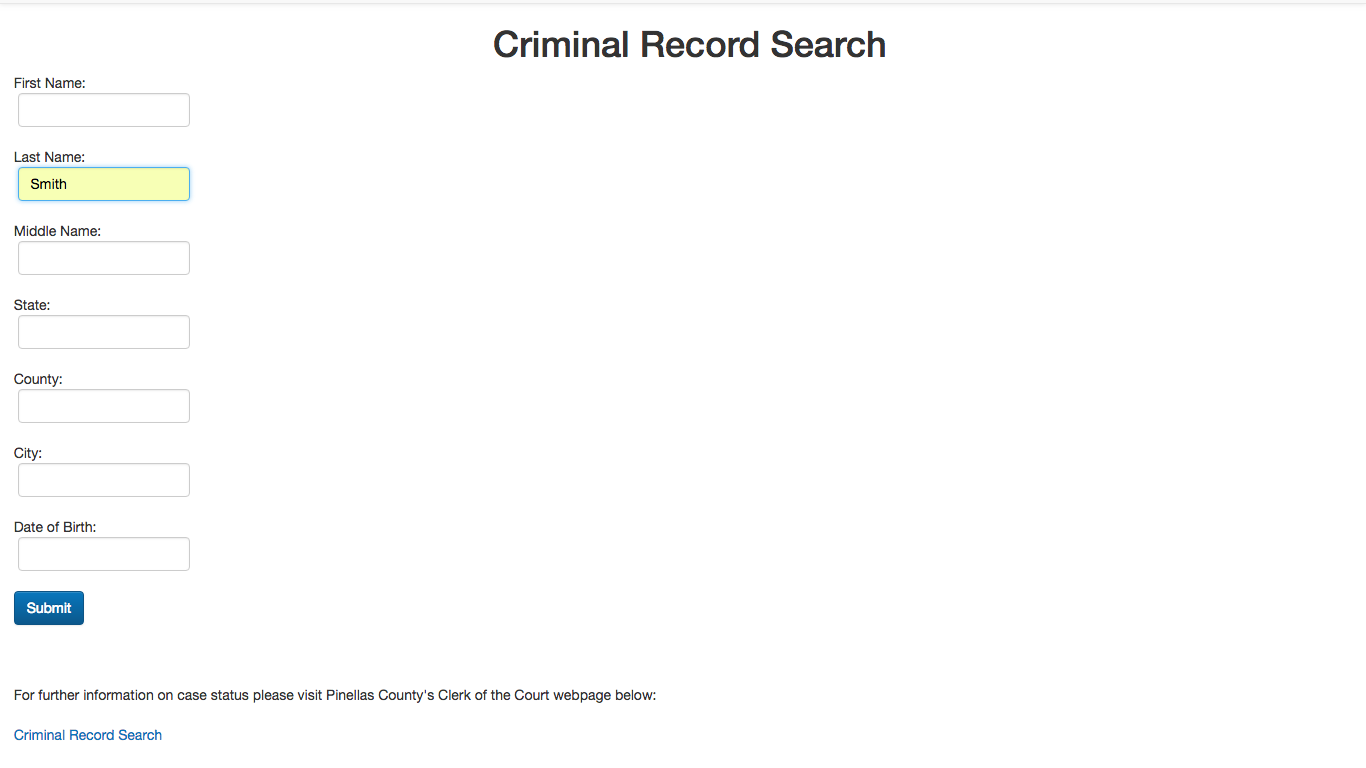 Criminal Record Search
First Name:
Last Name:
Smith
Middle Name:
State:
County:
City:
Date of Birth:
Submit
For further information on case status please visit Pinellas County's Clerk of the Court webpage below:
Criminal Record Search